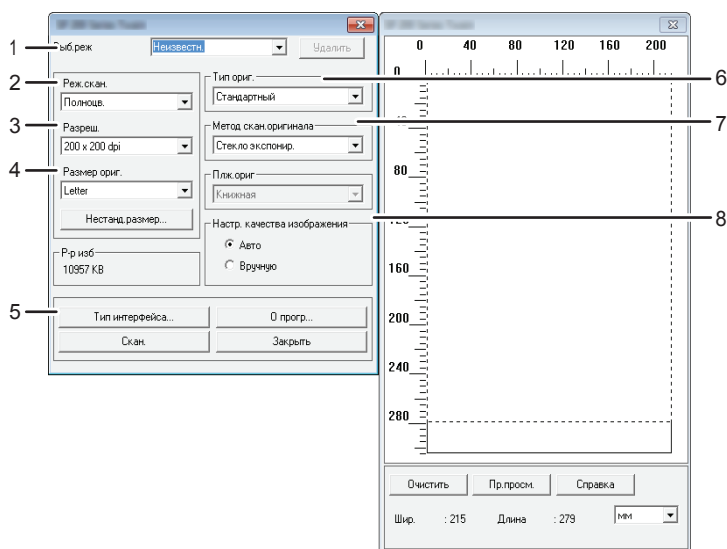 1
ыб.реж
Неизвестн.
Удалить
2
Реж.скан.
Полноцв.
3
Разреш.
200 x 200 dpi
4
Размер ориг.
Letter
Нестанд.размер...
Р-р изб
10957 KB
Тип ориг.
6
Стандартный
Метод скан.оригинала
7
Стекло экспонир.
Плж.ориг
Книжная
Настр. качества изображения
8
Авто
Вручную
5
Тип интерфейса...
О прогр...
Скан.
Закрыть
0 40 80 120 160 200
0
80
160
200
240
280
Очистить
Пр.просм.
Справка
Шир. : 215 Длина : 279 мм